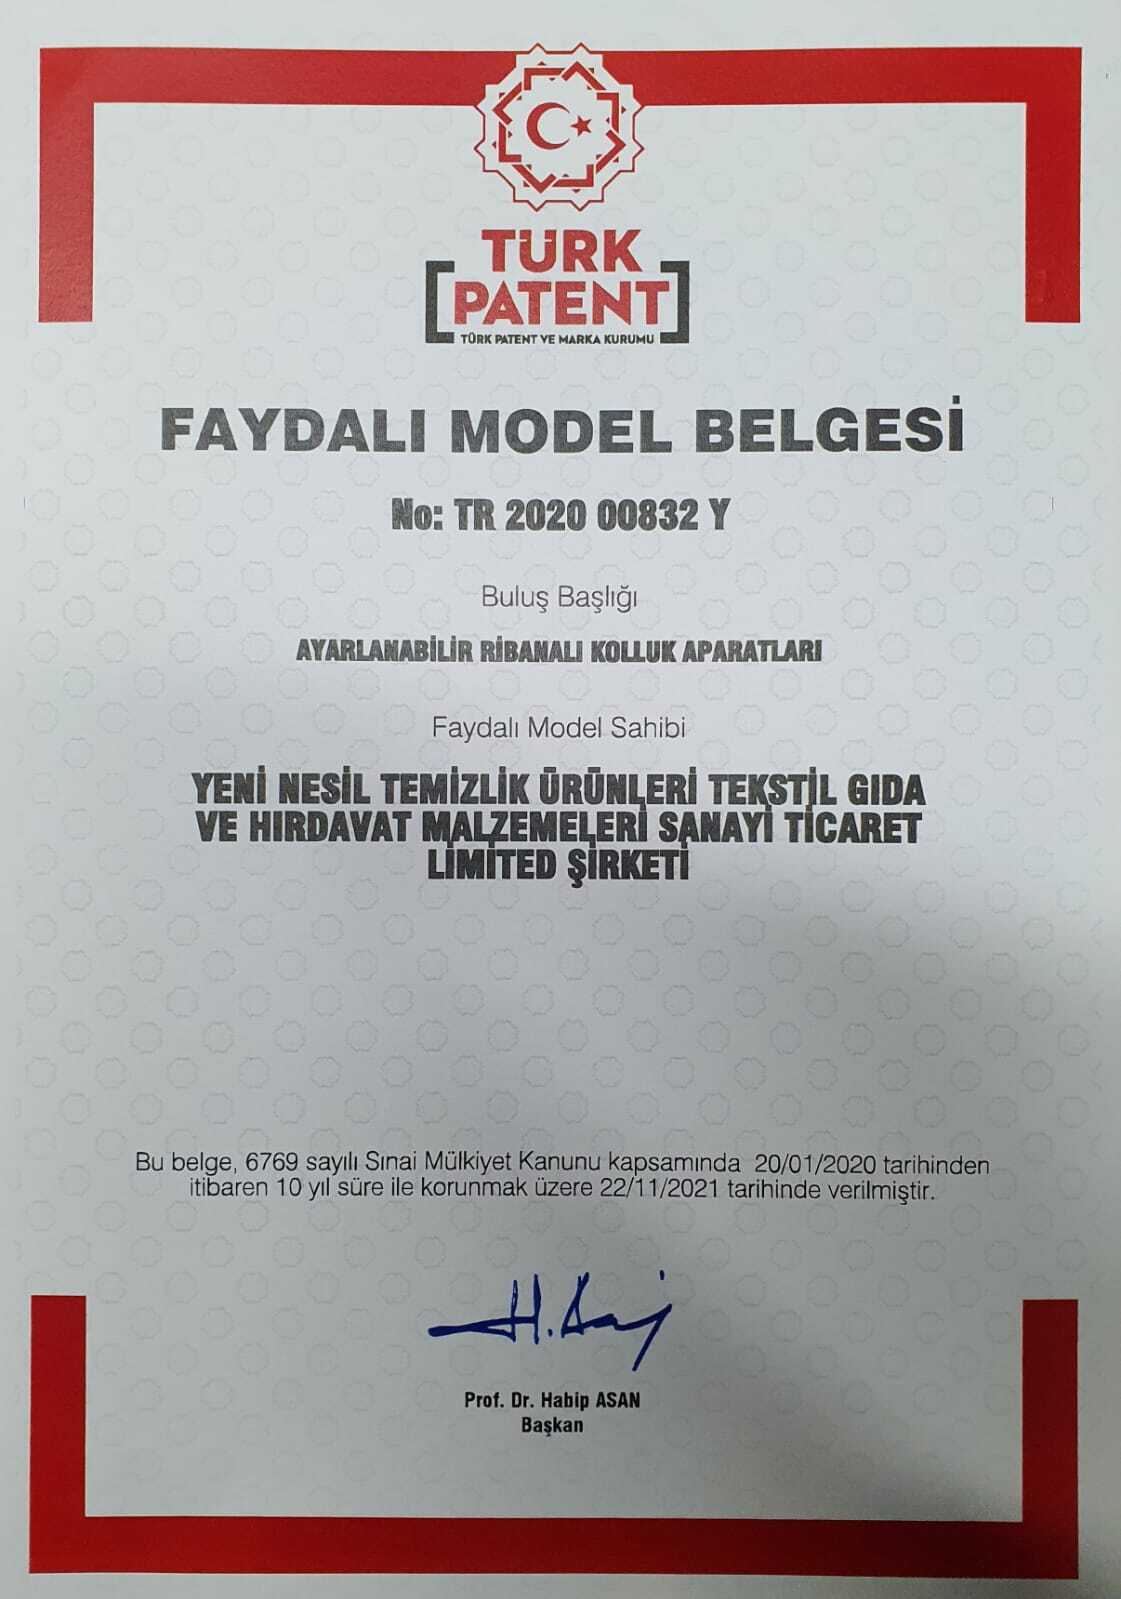 TÜRK
PATENT
TÜRK PATENT VE MARKA KURUMU
FAYDALI MODEL BELGESİ
No: TR 2020 00832 Y
Buluş Başlığı
AYARLANABİLİR RİBANALI KOLLUK APARATLARI
Faydalı Model Sahibi
YENİ NESİL TEMİZLİK ÜRÜNLERİ TEKSTİL GIDA
VE HIRDAVAT MALZEMELERİ SANAYİ TİCARET
LİMİTED ŞİRKETİ
Bu belge, 6769 sayılı Sınai Mülkiyet Kanunu kapsamında 20/01/2020 tarihinden
itibaren 10 yıl süre ile korunmak üzere 22/11/2021 tarihinde verilmiştir.
Prof. Dr. Habip ASAN
Başkan